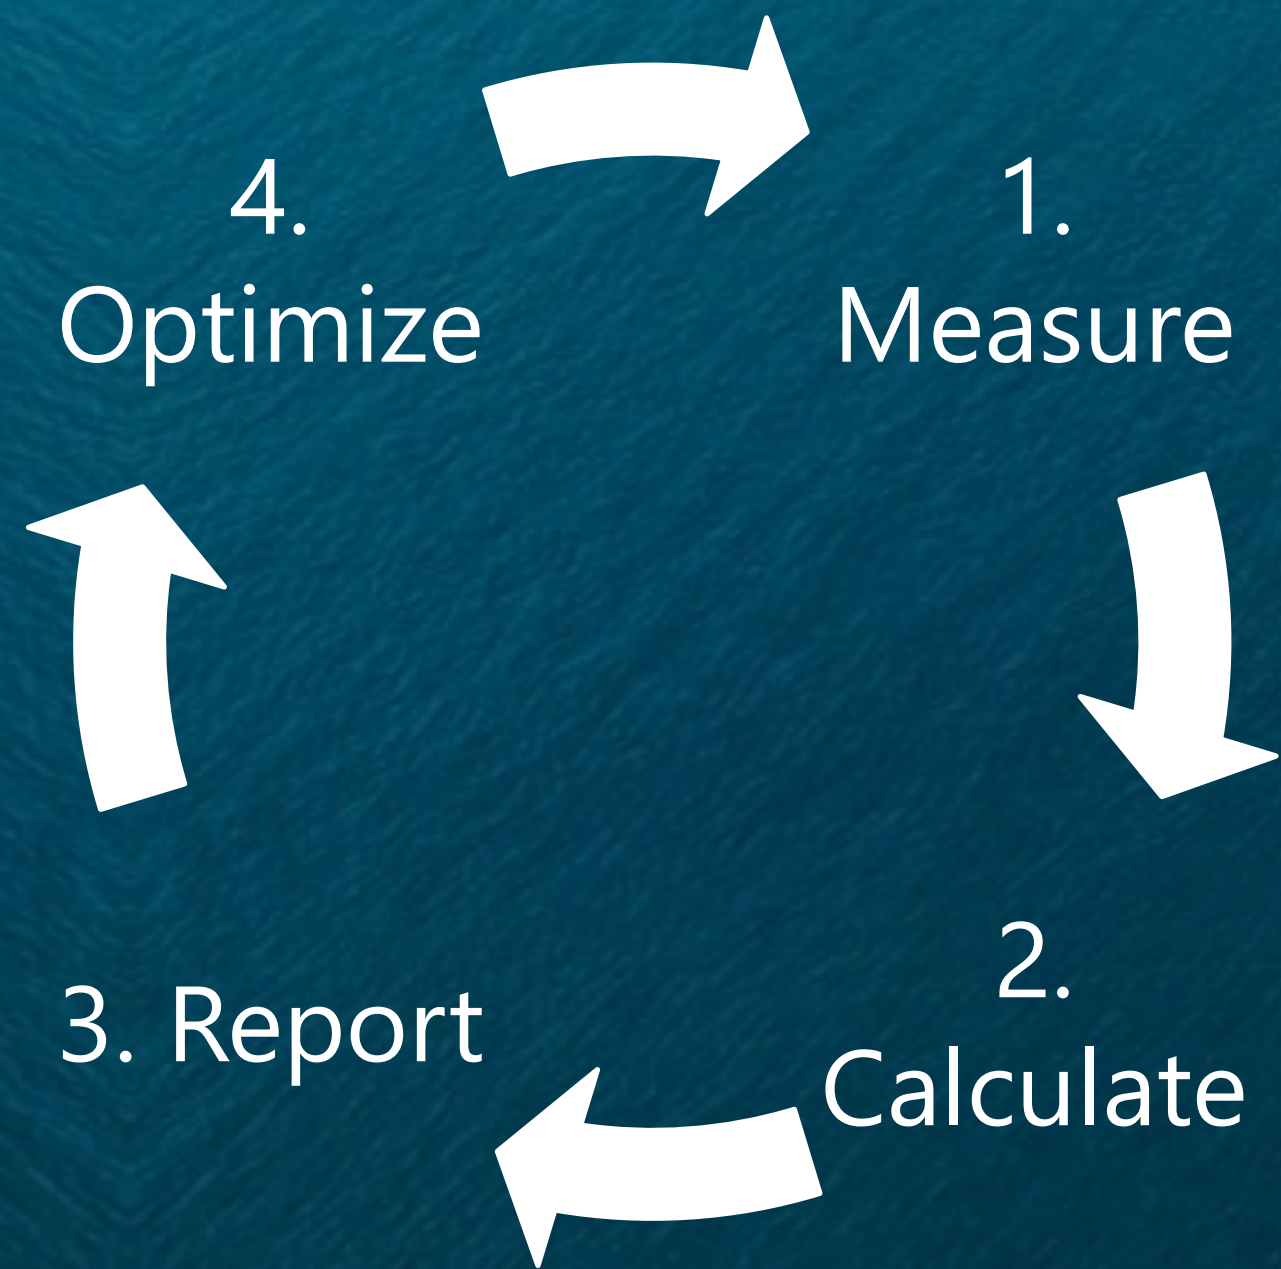 1.
Measure
2.
Calculate
3. Report
4.
Optimize